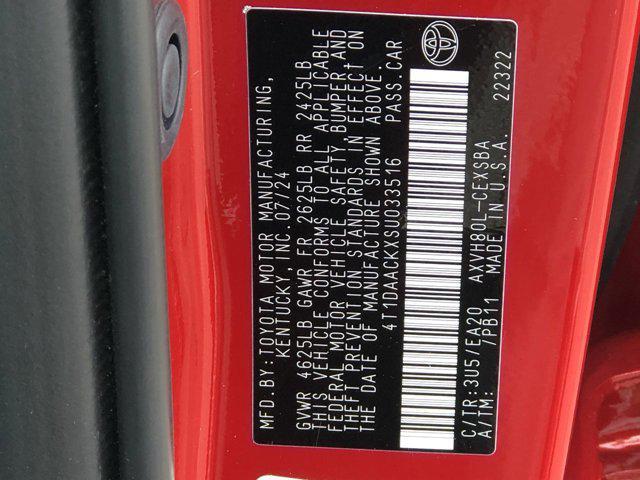 MFD. BY: TOYOTA MOTOR MANUFACTURING,
KENTUCKY, INC. 07/24
GVWR 4625LB GAWR FR 2625LB RR 2425LB
THIS VEHICLE CONFORMS TO ALL APPLICABLE
FEDERAL MOTOR VEHICLE SAFETY, BUMPER AND
THEFT PREVENTION STANDARDS IN EFFECT ON
THE DATE OF MANUFACTURE SHOWN ABOVE.
4T1DAACKXSU033516 PASS.CAR
C/TR: 3U5/EA20 AXVH80L-CEXSBA
A/TM: /PB11 MADE IN U.S.A. 22322